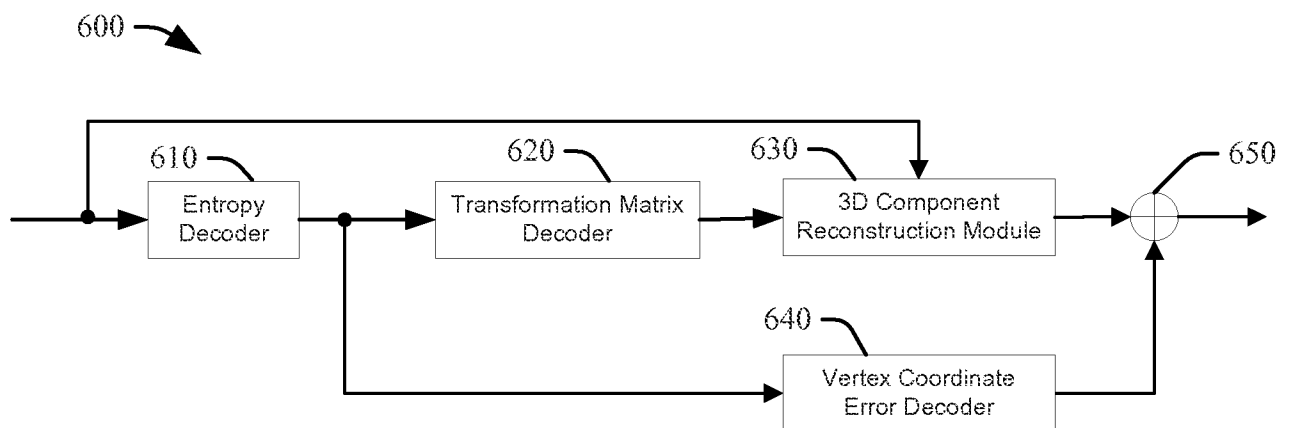 600
610
620
630
650
Entropy
Decoder
Transformation Matrix
Decoder
3D Component
Reconstruction Module
640
Vertex Coordinate
Error Decoder